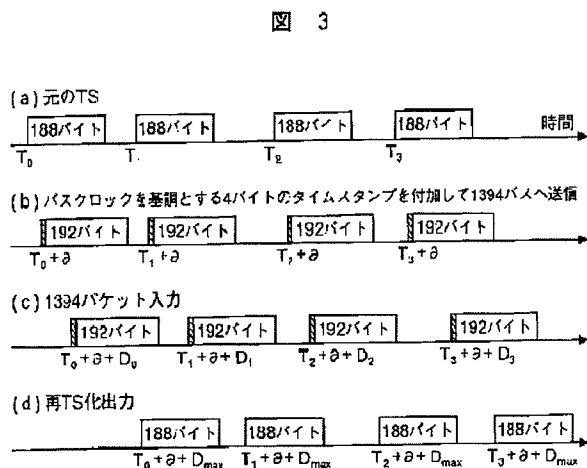 図 3
(a)元のTS
188バイト 188バイト 188バイト 188バイト 時間
T0 T T2 T3
(b)バスクロックを基調とする4バイトのタイムスタンプを付加して1394バスへ送信
192バイト 192バイト 192バイト 192バイト
T0+∂ T1+∂ T2+∂ T3+∂
(c)1394パケット入力
192バイト 192バイト 192バイト 192バイト
T0+∂+D0 T1+∂+D1 T2+∂+D2 T3+∂+D3
(d)再TS化出力
188バイト 188バイト 188バイト 188バイト
T0+∂+Dmax T1+∂+Dmax T2+∂+Dmax T3+∂+Dmax